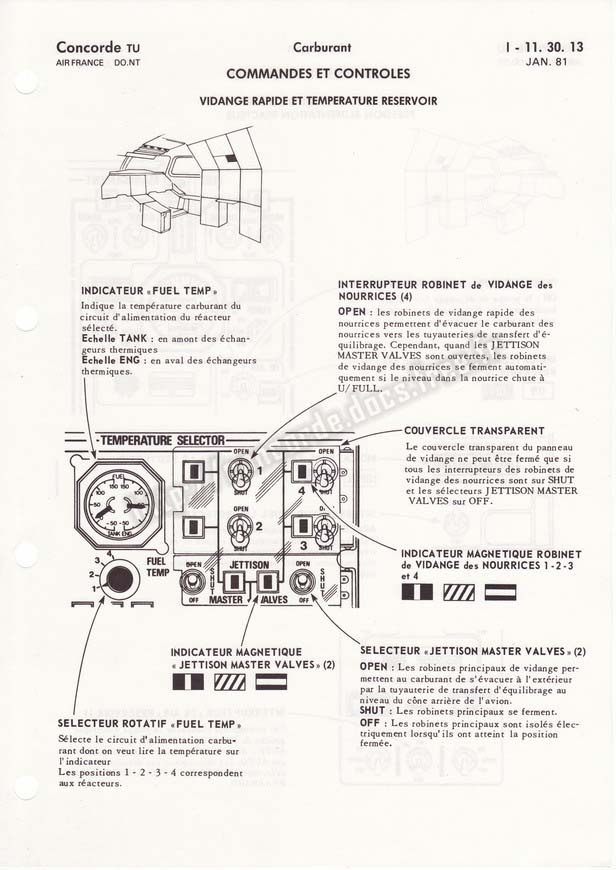 Concorde TU
AIR FRANCE DO.NT
Carburant
I - 11. 30. 13
JAN. 81
COMMANDES ET CONTROLES
VIDANGE RAPIDE ET TEMPERATURE RESERVOIR
INDICATEUR «FUEL TEMP»
Indique la température carburant du
circuit d'alimentation du réacteur
sélecté.
Echelle TANK : en amont des échan-
geurs thermiques
Echelle ENG : en aval des échangeurs
thermiques.
INTERRUPTEUR ROBINET de VIDANGE des
NOURRICES (4)
OPEN : les robinets de vidange rapide des
nourrices permettent d'évacuer le carburant des
nourrices vers les tuyauteries de transfert d'é-
quilibrage. Cependant, quand les JETTISON
MASTER VALVES sont ouvertes, les robinets
de vidange des nourrices se ferment automati-
quement si le niveau dans la nourrice chute à
U/FULL.
COUVERCLE TRANSPARENT
Le couvercle transparent du panneau
de vidange ne peut être fermé que si
tous les interrupteurs des robinets de
vidange des nourrices sont sur SHUT
et les sélecteurs JETTISON MASTER
VALVES sur OFF.
TEMPERATURE SELECTOR
FUEL
150 150
100 100
50 50
TANK ENG
OPEN
1
SHUT
OPEN
4
SHUT
OPEN
2
SHUT
3
SHUT
4
3
2
1
FUEL
TEMP
OPEN
SHUT
OFF
JETTISON
MASTER VALVES
OPEN
SHUT
OFF
INDICATEUR MAGNETIQUE ROBINET
de VIDANGE des NOURRICES 1 - 2 - 3
et 4
INDICATEUR MAGNETIQUE
« JETTISON MASTER VALVES» (2)
SELECTEUR «JETTISON MASTER VALVES» (2)
OPEN : Les robinets principaux de vidange per-
mettent au carburant de s'évacuer à l'extérieur
par la tuyauterie de transfert d'équilibrage au
niveau du cône arrière de l'avion.
SHUT : Les robinets principaux se ferment.
OFF : Les robinets principaux sont isolés élec-
triquement lorsqu'ils ont atteint la position
fermée.
SELECTEUR ROTATIF «FUEL TEMP»
Sélecte le circuit d'alimentation carbu-
rant dont on veut lire la température sur
l'indicateur
Les positions 1 - 2 - 3 - 4 correspondent
aux réacteurs.